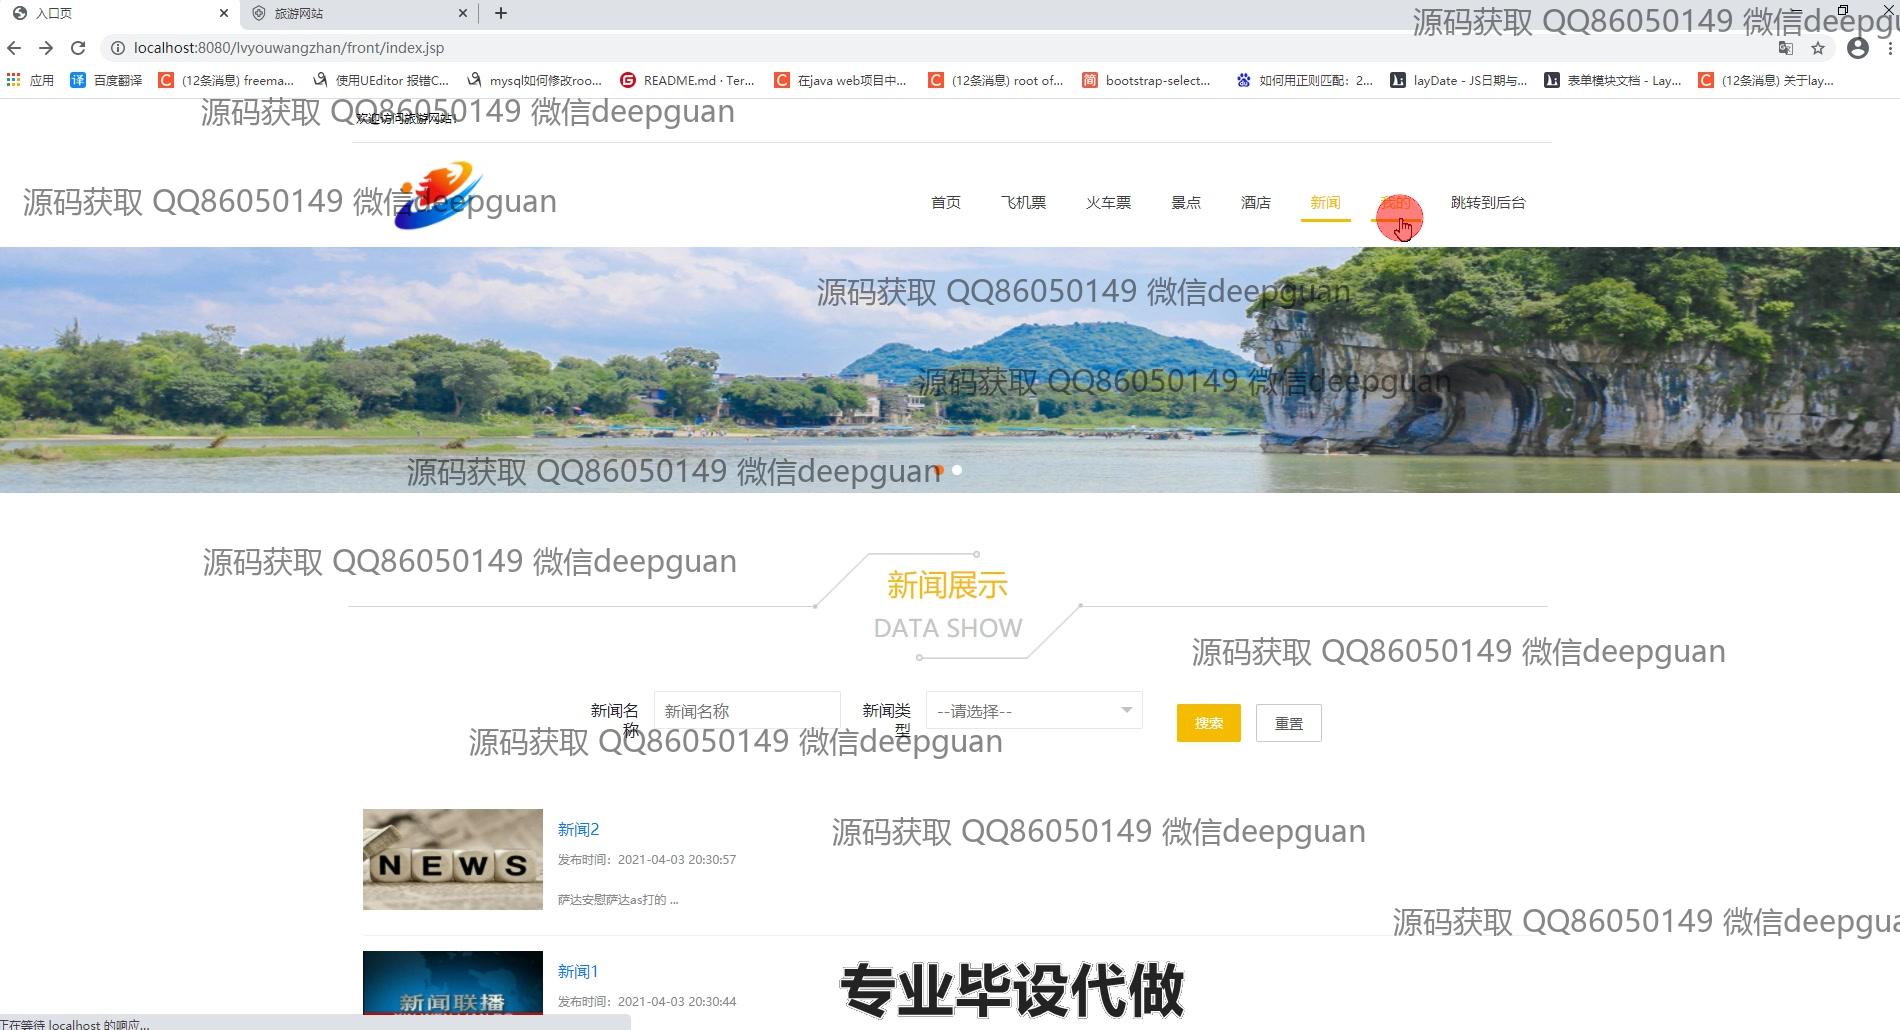 入口页
旅游网站
源码获取 QQ86050149 微信deepgu
localhost:8080/lvyouwangzhan/front/index.jsp
应用
百度翻译
(12条消息) freema...
使用UEditor 报错C...
mysql如何修改roo...
README.md · Ter...
在java web项目中...
(12条消息) root of...
bootstrap-select...
如何用正则匹配：2...
layDate - JS日期与...
表单模块文档 - Lay...
(12条消息) 关于lay...
源码获取 QQ86050149 微信deepguan
欢迎访问旅游网站！
源码获取 QQ86050149 微信deepguan
首页
飞机票
火车票
景点
酒店
新闻
我的
跳转到后台
源码获取 QQ86050149 微信deepguan
源码获取 QQ86050149 微信deepguan
源码获取 QQ86050149 微信deepguan
源码获取 QQ86050149 微信deepguan
新闻展示
DATA SHOW
源码获取 QQ86050149 微信deepguan
新闻名
称
新闻名称
新闻类
型
--请选择--
搜索
重置
源码获取 QQ86050149 微信deepguan
NEWS
新闻2
发布时间：2021-04-03 20:30:57
萨达安慰萨达as打的 ...
源码获取 QQ86050149 微信deepguan
源码获取 QQ86050149 微信deepgua
新闻联播
新闻1
发布时间：2021-04-03 20:30:44
专业毕设代做
正在等待 localhost 的响应...